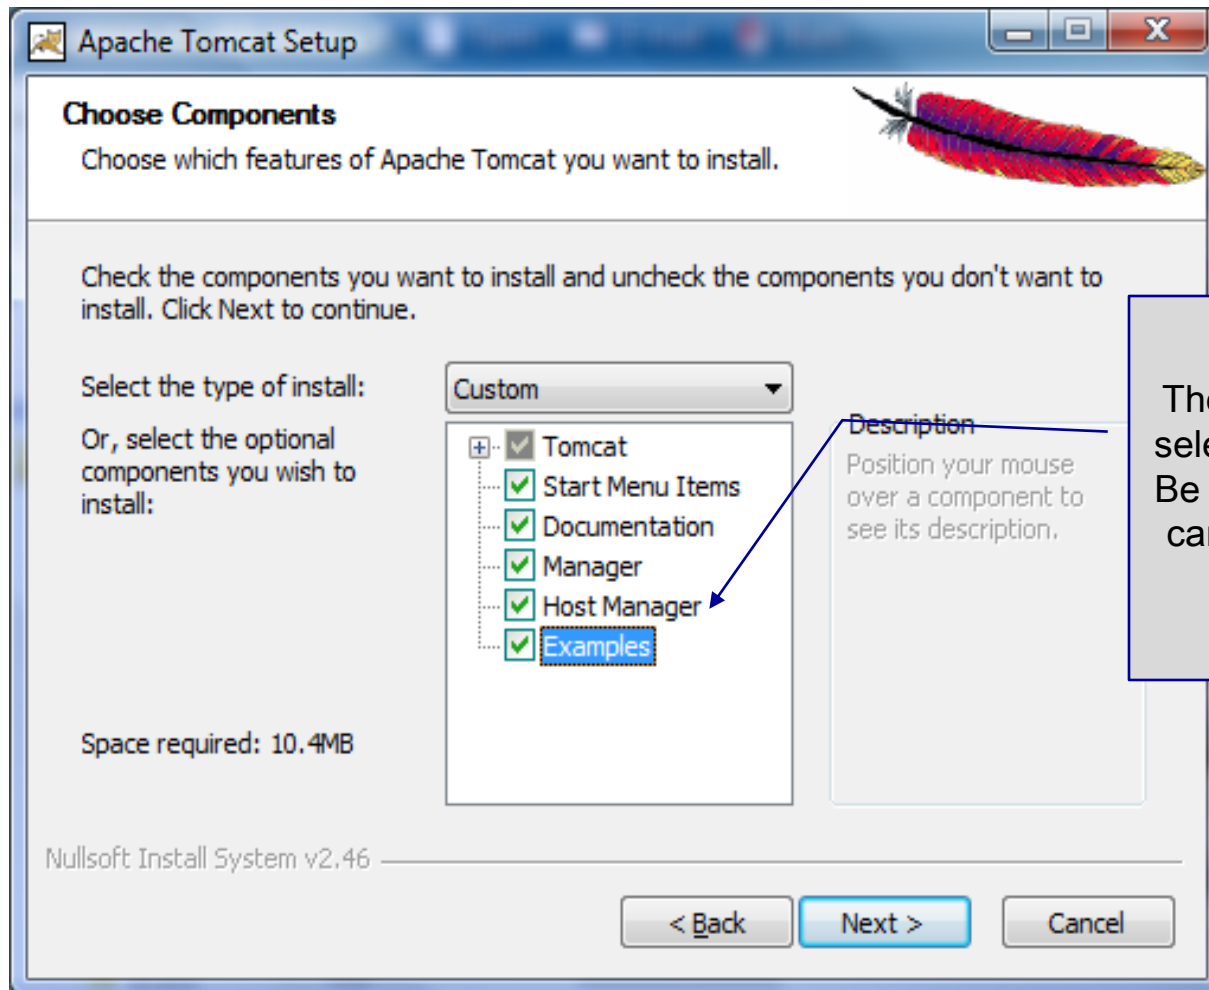 Apache Tomcat Setup
Choose Components
Choose which features of Apache Tomcat you want to install.
Check the components you want to install and uncheck the components you don't want to
install. Click Next to continue.
Select the type of install:
Custom
Or, select the optional
components you wish to
install:
Tomcat
Start Menu Items
Documentation
Manager
Host Manager
Examples
Description
Position your mouse
over a component to
see its description.
Be
Space required: 10.4MB
Nullsoft Install System v2.46
< Back
Next >
Cancel